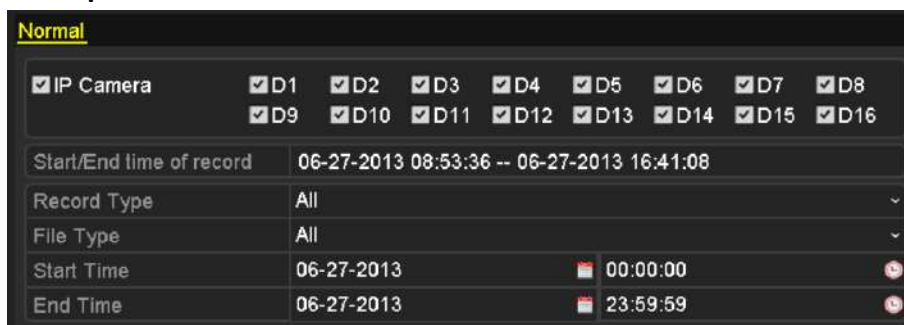 Normal
IP Camera D1 D2 D3 D4 D5 D6 D7 D8
D9 D10 D11 D12 D13 D14 D15 D16
Start/End time of record 06-27-2013 08:53:36 -- 06-27-2013 16:41:08
Record Type All
File Type All
Start Time 06-27-2013 00:00:00
End Time 06-27-2013 23:59:59